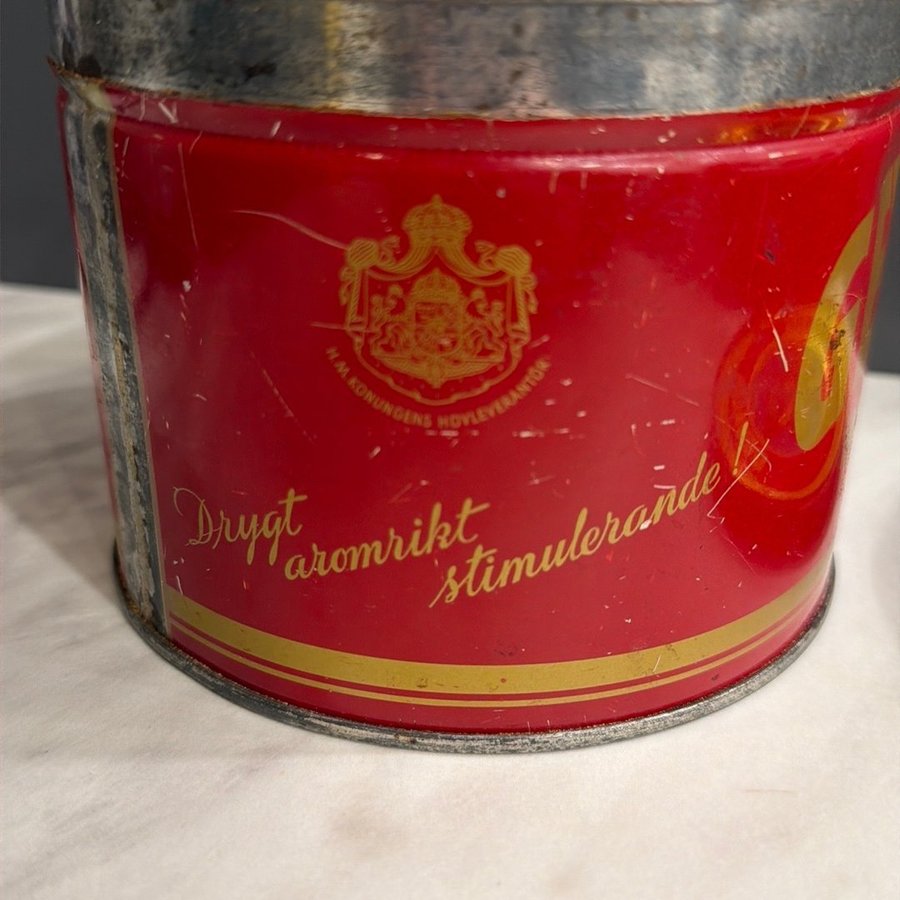 H.M. KONUNGENS HOVLEVERANTÖR
Drygt
aromrikt
stimulerande!
G